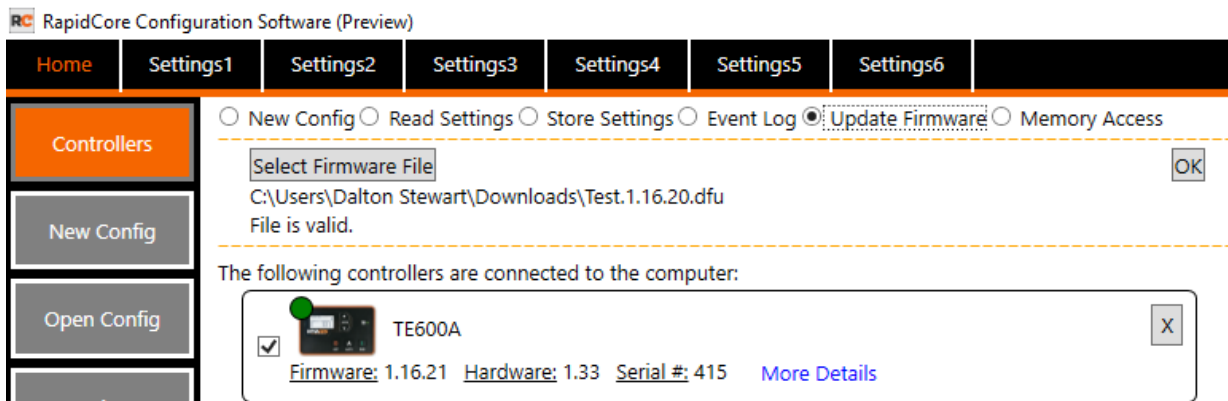 RC RapidCore Configuration Software (Preview)
Home Settings1 Settings2 Settings3 Settings4 Settings5 Settings6
Controllers
New Config Read Settings Store Settings Event Log Update Firmware Memory Access
Select Firmware File OK
C:\Users\Dalton Stewart\Downloads\Test.1.16.20.dfu
File is valid.
New Config
The following controllers are connected to the computer:
Open Config
TE600A X
Firmware: 1.16.21 Hardware: 1.33 Serial #: 415 More Details